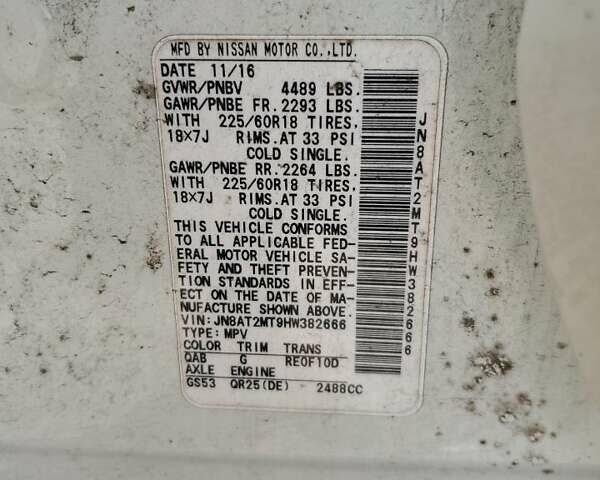 MFD BY NISSAN MOTOR CO.,LTD.
DATE 11/16
GVWR/PNBV 4489 LBS.
GAWR/PNBE FR. 2293 LBS.
WITH 225/60R18 TIRES.
18×7J RIMS.AT 33 PSI
COLD SINGLE.
GAWR/PNBE RR. 2264 LBS.
WITH 225/60R18 TIRES.
18×7J RIMS.AT 33 PSI
COLD SINGLE.
THIS VEHICLE CONFORMS
TO ALL APPLICABLE FED-
ERAL MOTOR VEHICLE SA-
FETY AND THEFT PREVEN-
TION STANDARDS IN EFF-
ECT ON THE DATE OF MA-
NUFACTURE SHOWN ABOVE.
VIN:JN8AT2MT9HW382666
TYPE:MPV
COLOR TRIM TRANS
QAB G RE0F10D
AXLE ENGINE
GS53 QR25(DE) 2488CC
JN8AT2MT9HW382666